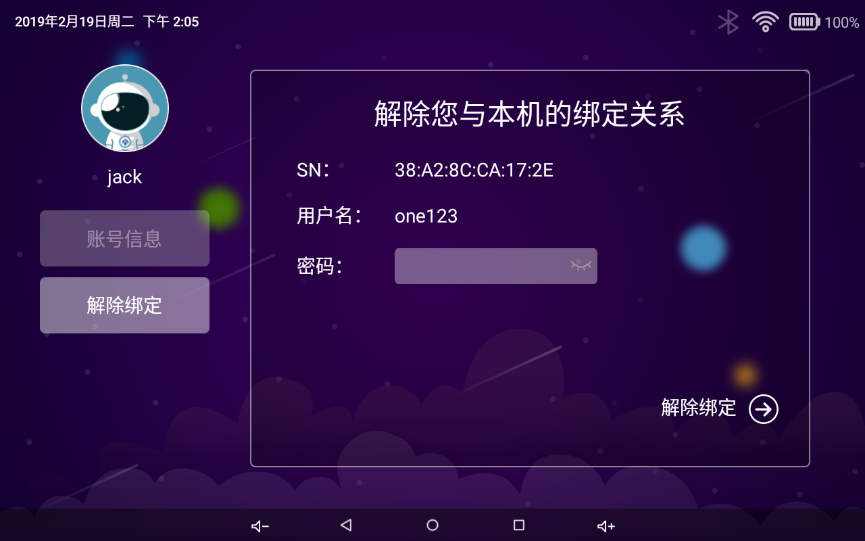 2019年2月19日周二 下午 2:05
100%
jack
账号信息
解除绑定
解除您与本机的绑定关系
SN： 38:A2:8C:CA:17:2E
用户名： one123
密码：
解除绑定